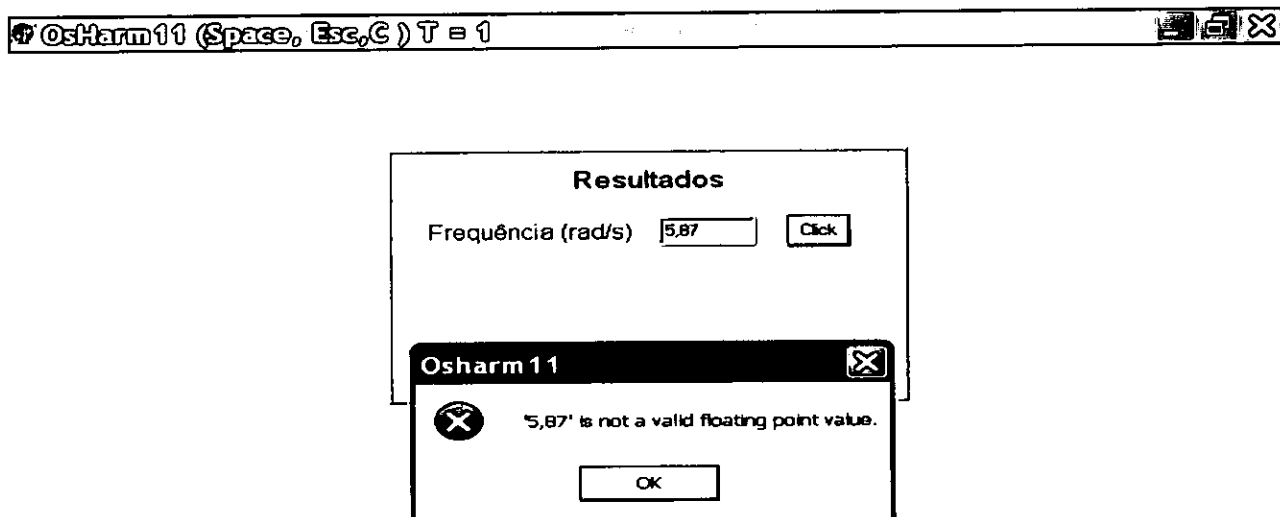 OsHarm11 (Space, Esc,C ) T = 1
Resultados
Frequência (rad/s) 5,87 Click
Osharm11
'5,87' is not a valid floating point value.
OK